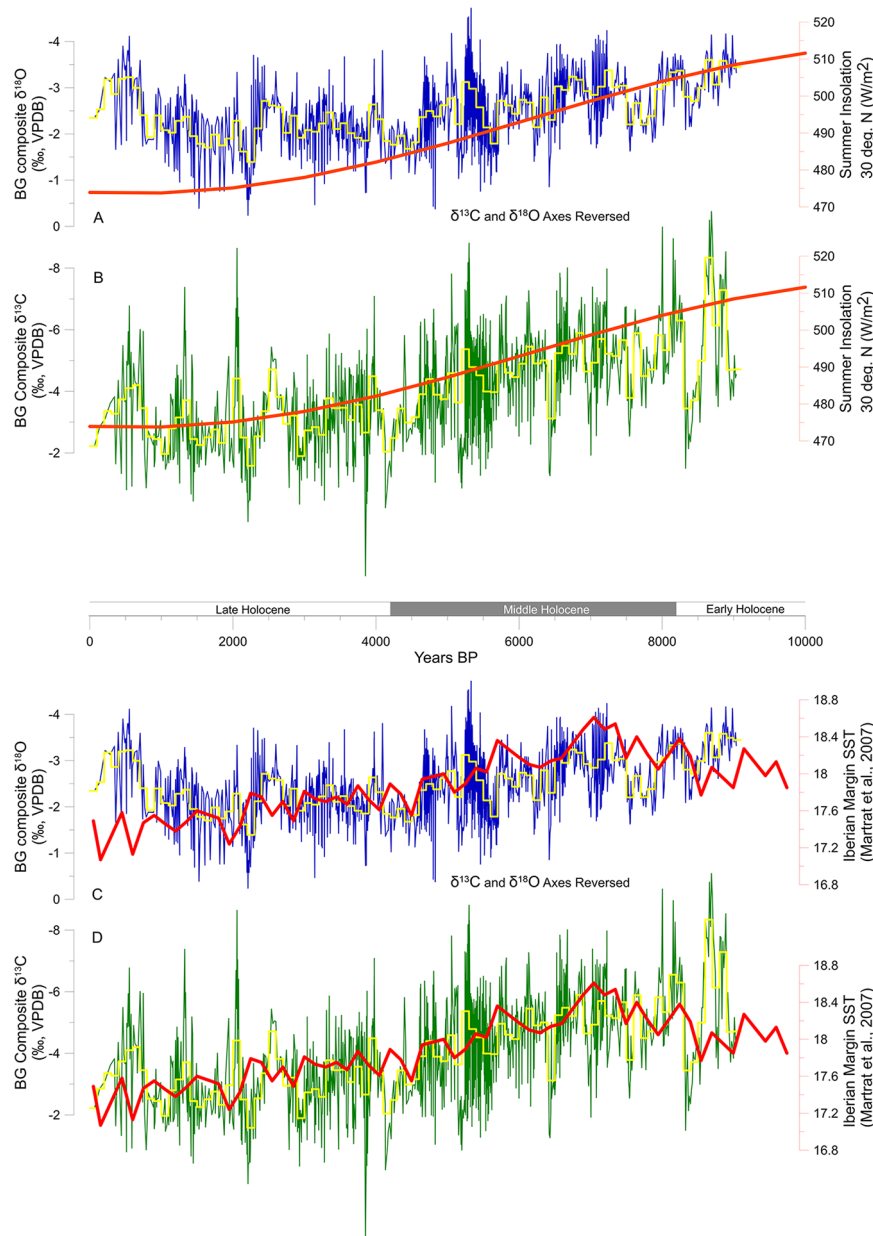 -4
-3
-2
-1
0
BG composite δ18O
(‰, VPDB)
520
510
500
490
480
470
Summer Insolation
30 deg. N (W/m2)
A
δ13C and δ18O Axes Reversed
B
-8
-6
-4
-2
BG Composite δ13C
(‰, VPDB)
520
510
500
490
480
470
Summer Insolation
30 deg. N (W/m2)
Late Holocene
Middle Holocene
Early Holocene
0
2000
4000
6000
8000
10000
Years BP
-4
-3
-2
-1
0
BG composite δ18O
(‰, VPDB)
18.8
18.4
18
17.6
17.2
16.8
Iberian Margin SST
(Martrat et al., 2007)
C
δ13C and δ18O Axes Reversed
D
-8
-6
-4
-2
BG Composite δ13C
(‰, VPDB)
18.8
18.4
18
17.6
17.2
16.8
Iberian Margin SST
(Martrat et al., 2007)